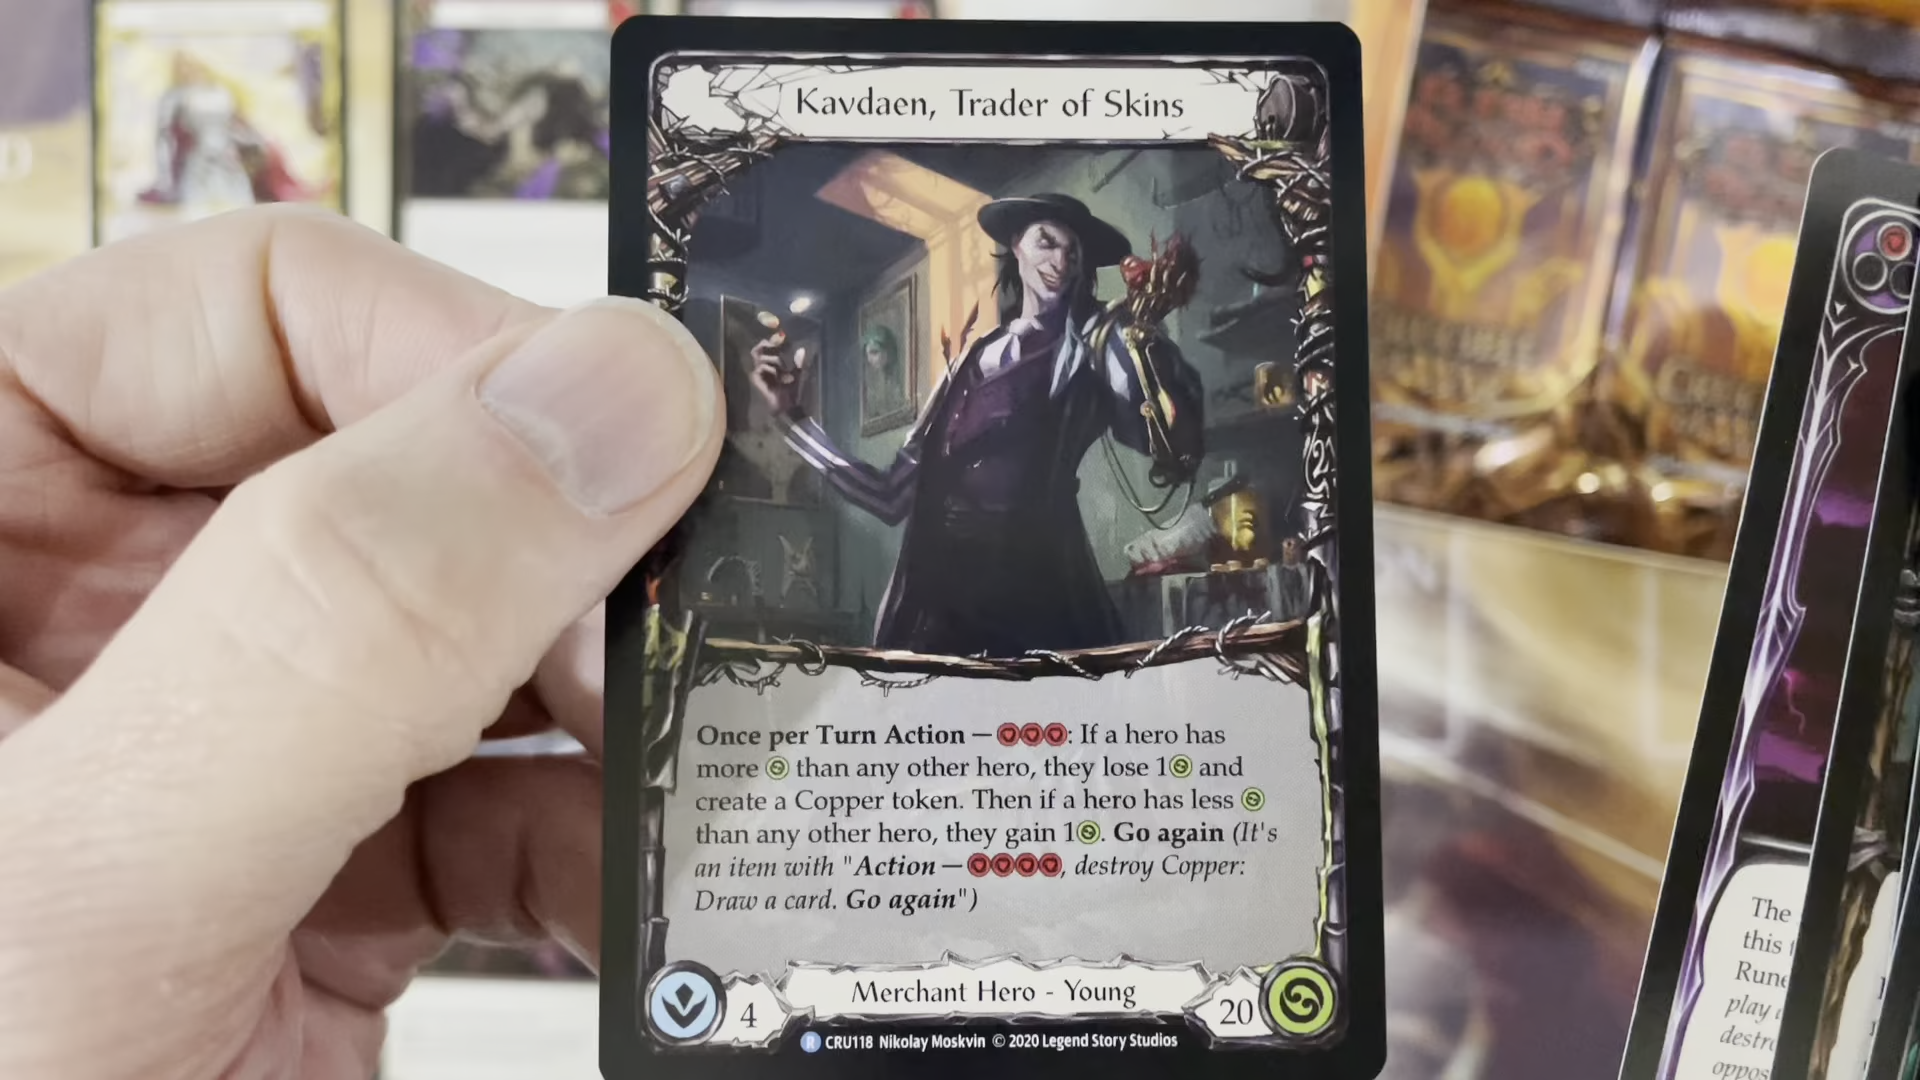 Kavdaen, Trader of Skins
Once per Turn Action — : If a hero has
more than any other hero, they lose 1 and
create a Copper token. Then if a hero has less
than any other hero, they gain 1. Go again (It's
an item with "Action — , destroy Copper:
Draw a card. Go again")
4
Merchant Hero - Young
20
R CRU118 Nikolay Moskvin © 2020 Legend Story Studios
The
this
Rune
play
destr
oppos